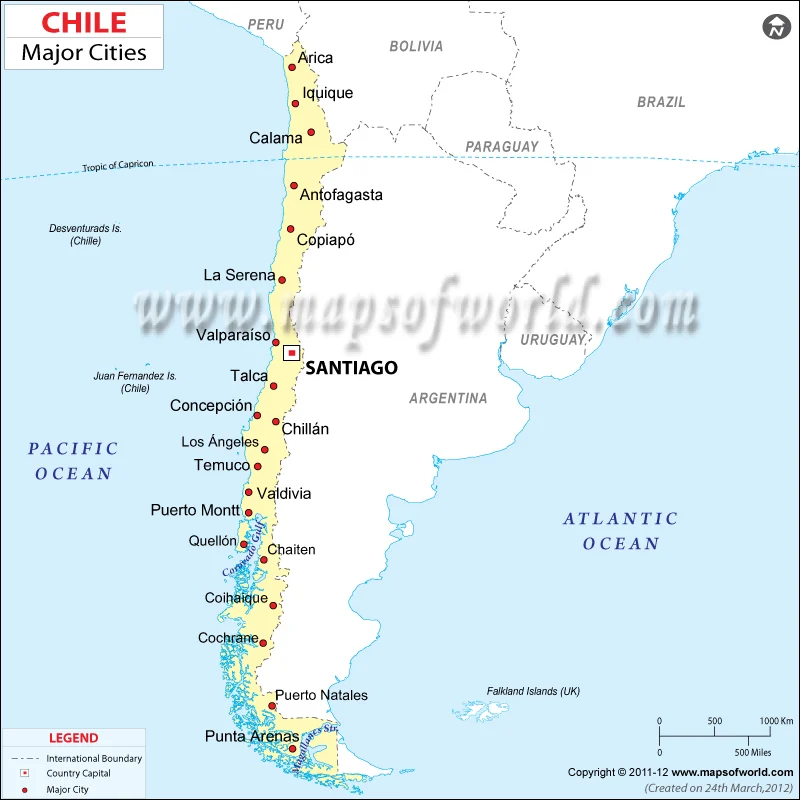 CHILE
Major Cities
PERU
BOLIVIA
BRAZIL
PARAGUAY
N
Arica
Iquique
Calama
Tropic of Capricon
Antofagasta
Desventurads Is.
(Chille)
Copiapó
La Serena
www.mapsofworld.com
Valparaíso
URUGUAY
SANTIAGO
Juan Fernandez Is.
(Chile)
Talca
ARGENTINA
Concepción
Chillán
Los Ángeles
PACIFIC
OCEAN
Temuco
Valdivia
Puerto Montt
ATLANTIC
OCEAN
Quellón
Corovado Gulf
Chaiten
Coihaique
Cochrane
Puerto Natales
Falkland Islands (UK)
Punta Arenas
Magallanes Str.
LEGEND
International Boundary
Country Capital
Major City
0 500 1000 Km
0 500 Miles
Copyright © 2011-12 www.mapsofworld.com
(Created on 24th March,2012)